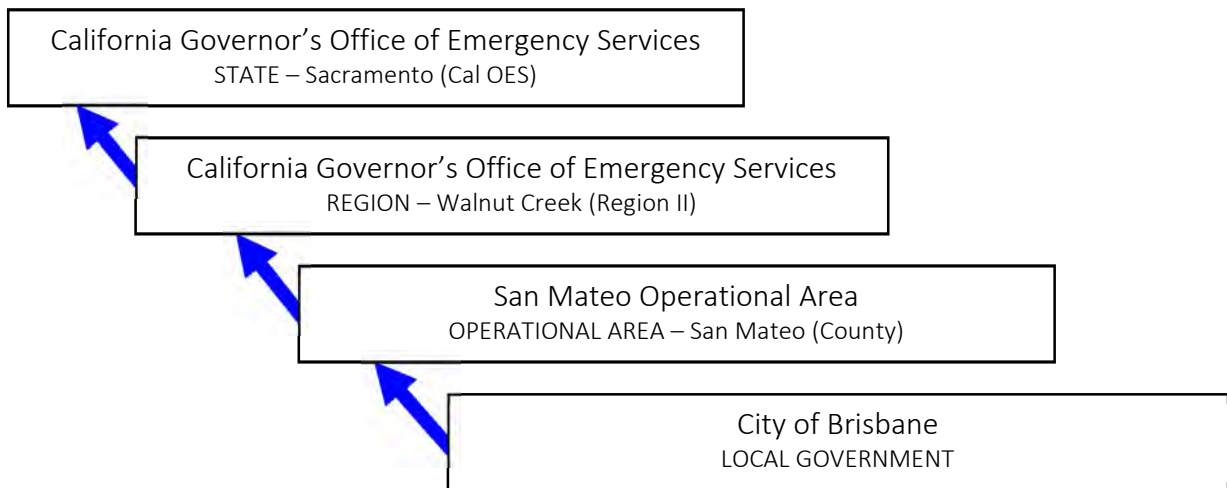 California Governor’s Office of Emergency Services
STATE – Sacramento (Cal OES)
California Governor’s Office of Emergency Services
REGION – Walnut Creek (Region II)
San Mateo Operational Area
OPERATIONAL AREA – San Mateo (County)
City of Brisbane
LOCAL GOVERNMENT